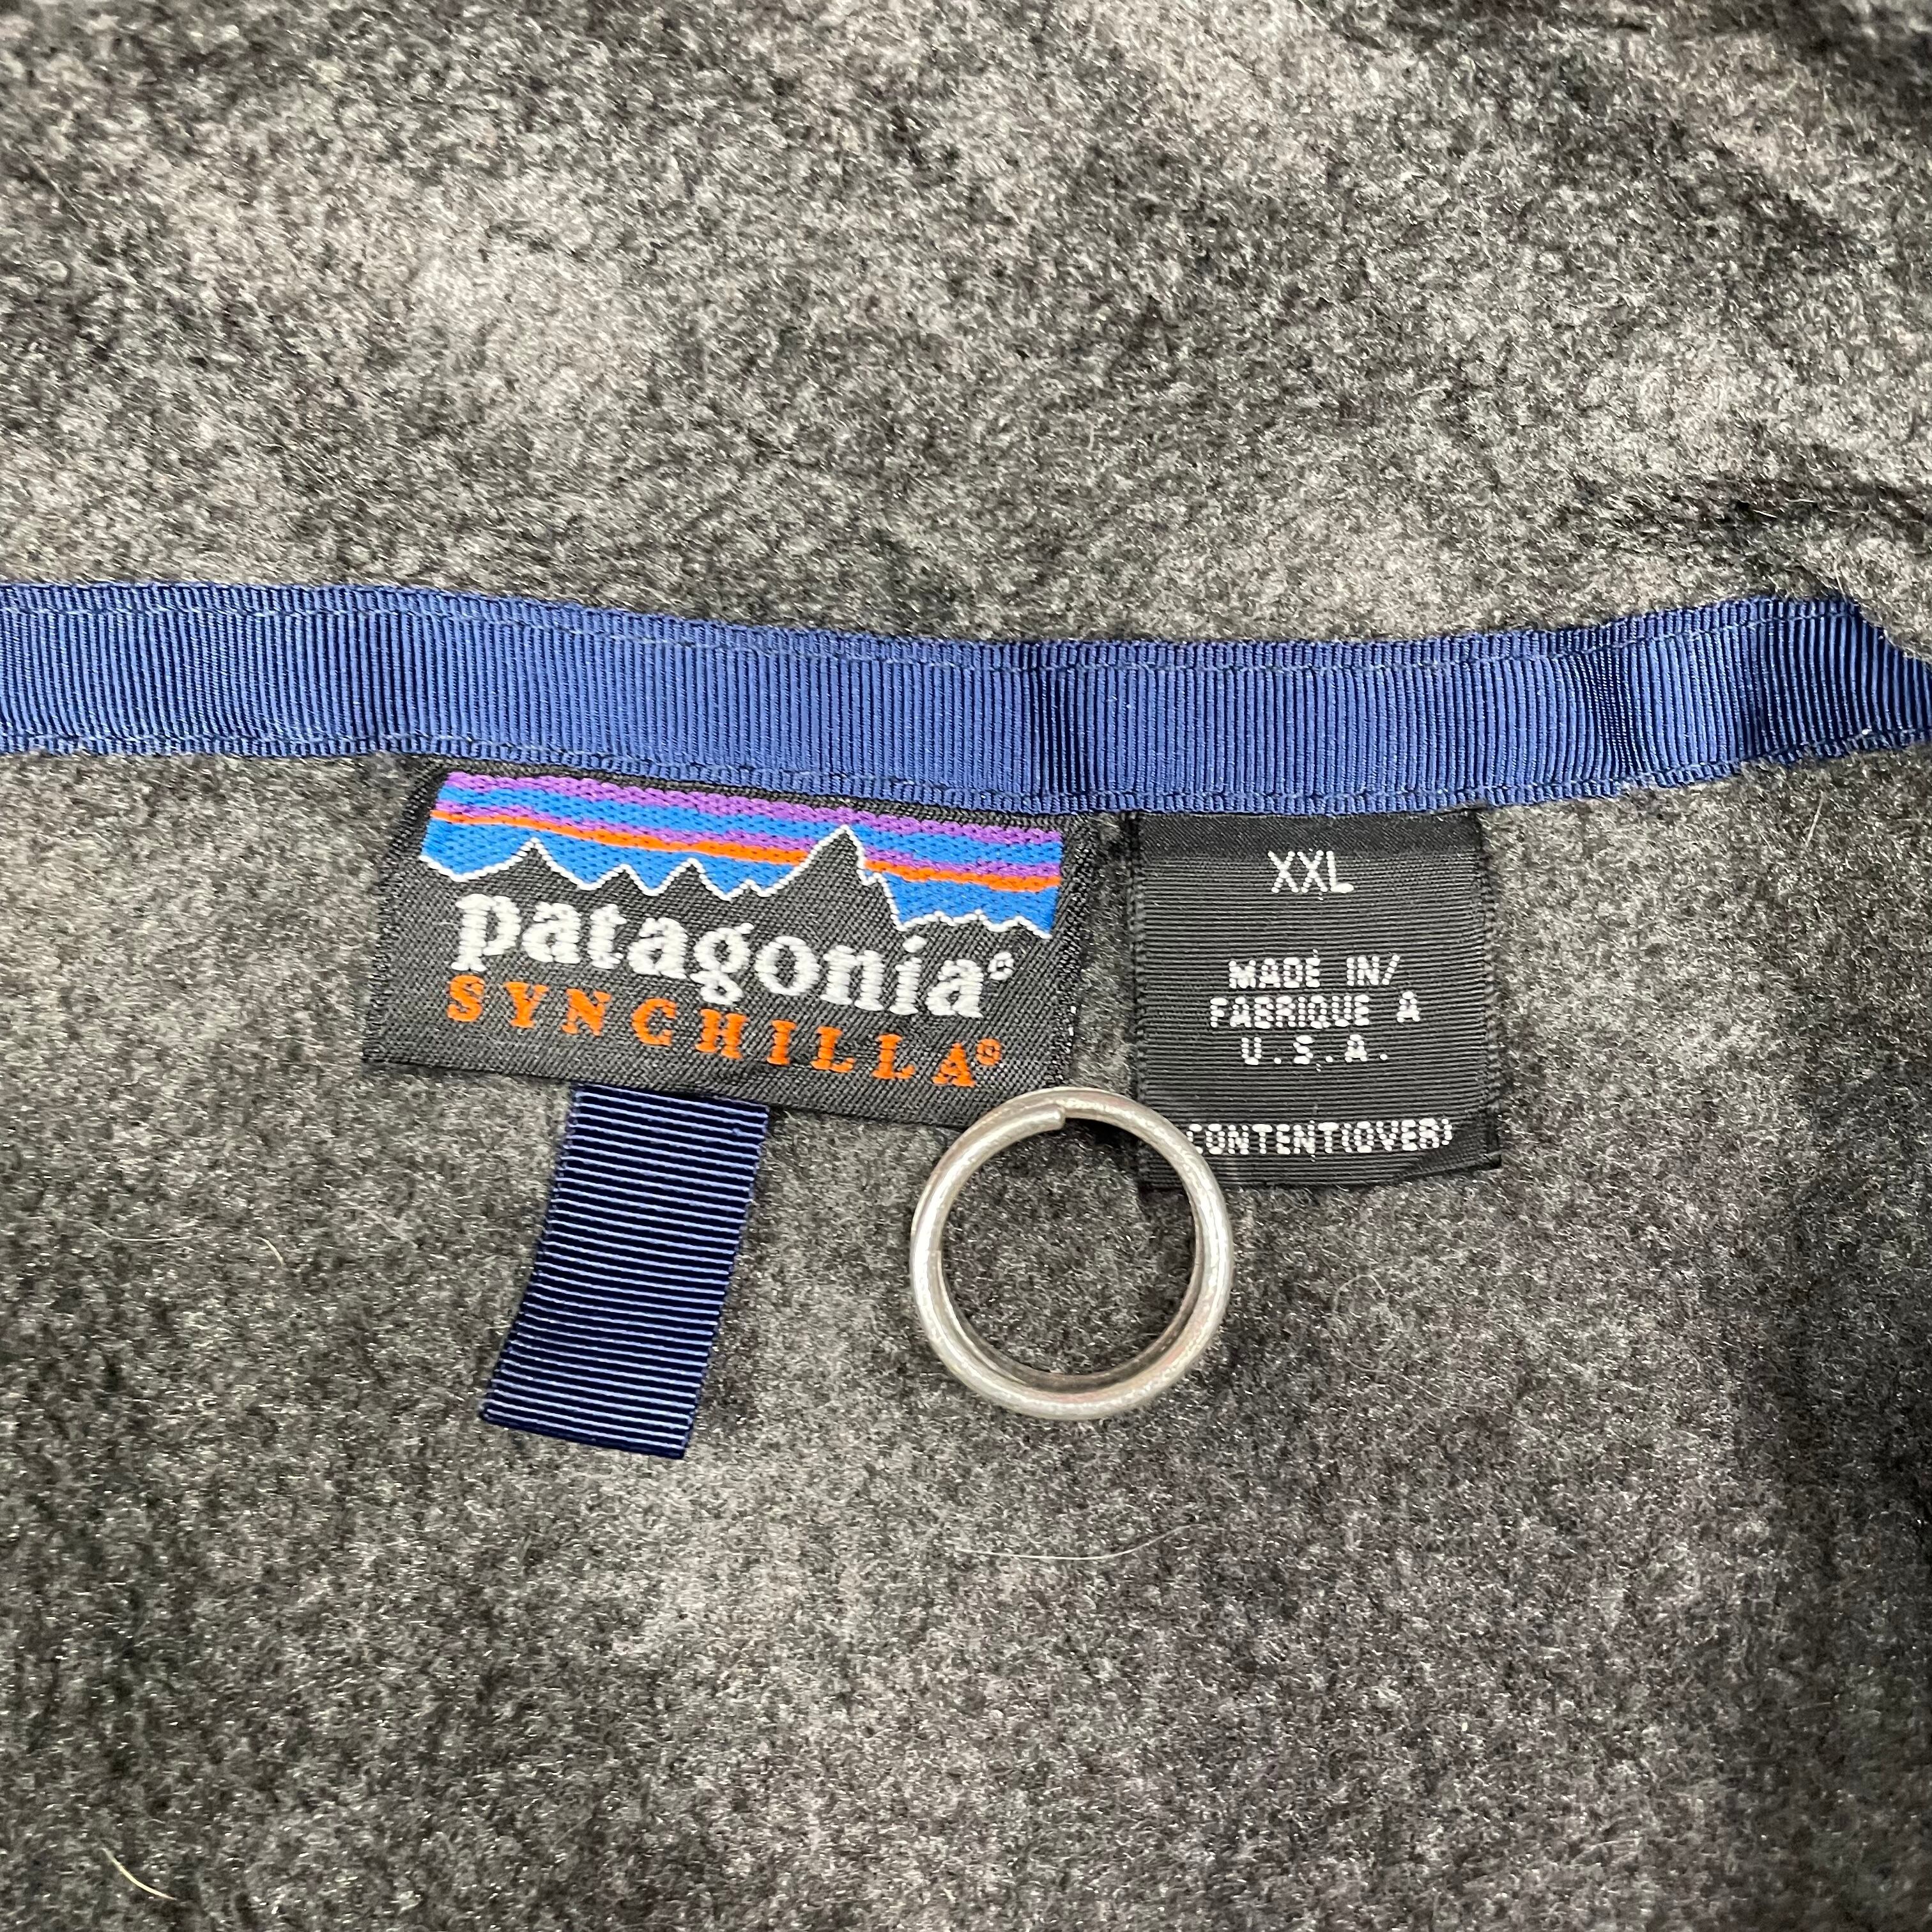 patagonia®
SYNCHILLA®
XXL
MADE IN/
FABRIQUE A
U.S.A.
CONTENT(OVER)